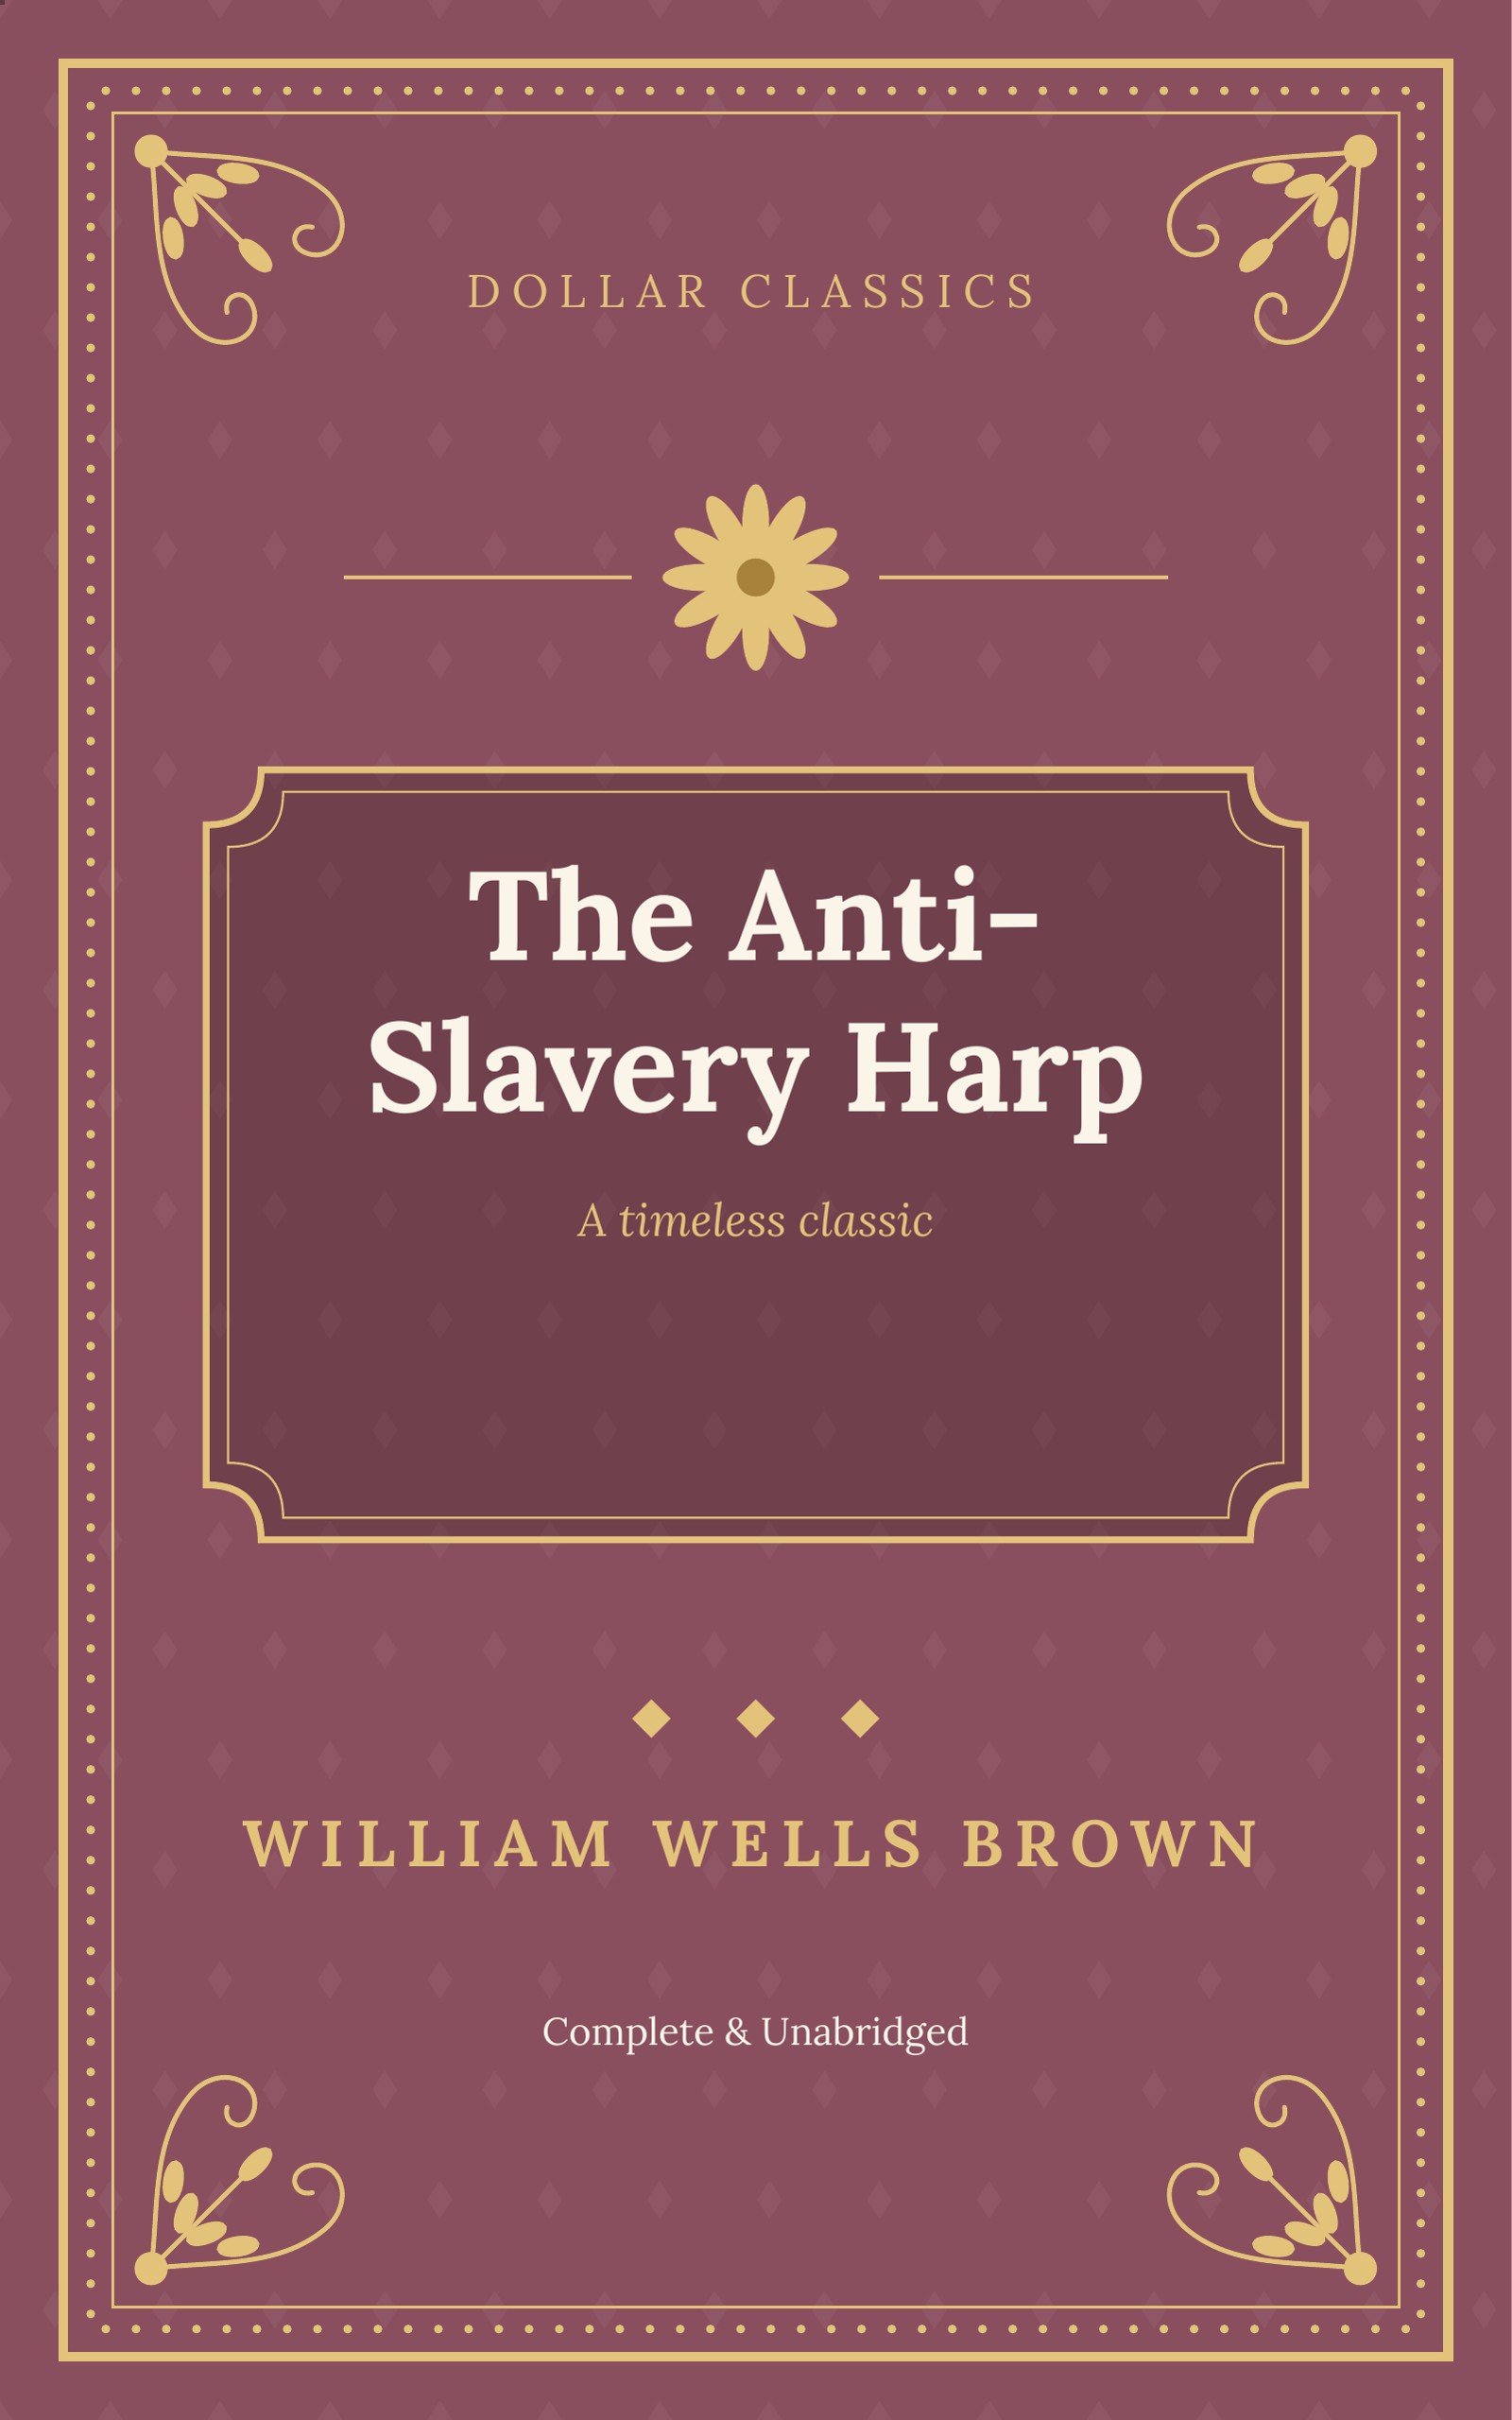 DOLLAR CLASSICS
The Anti-
Slavery Harp
A timeless classic
WILLIAM WELLS BROWN
Complete & Unabridged